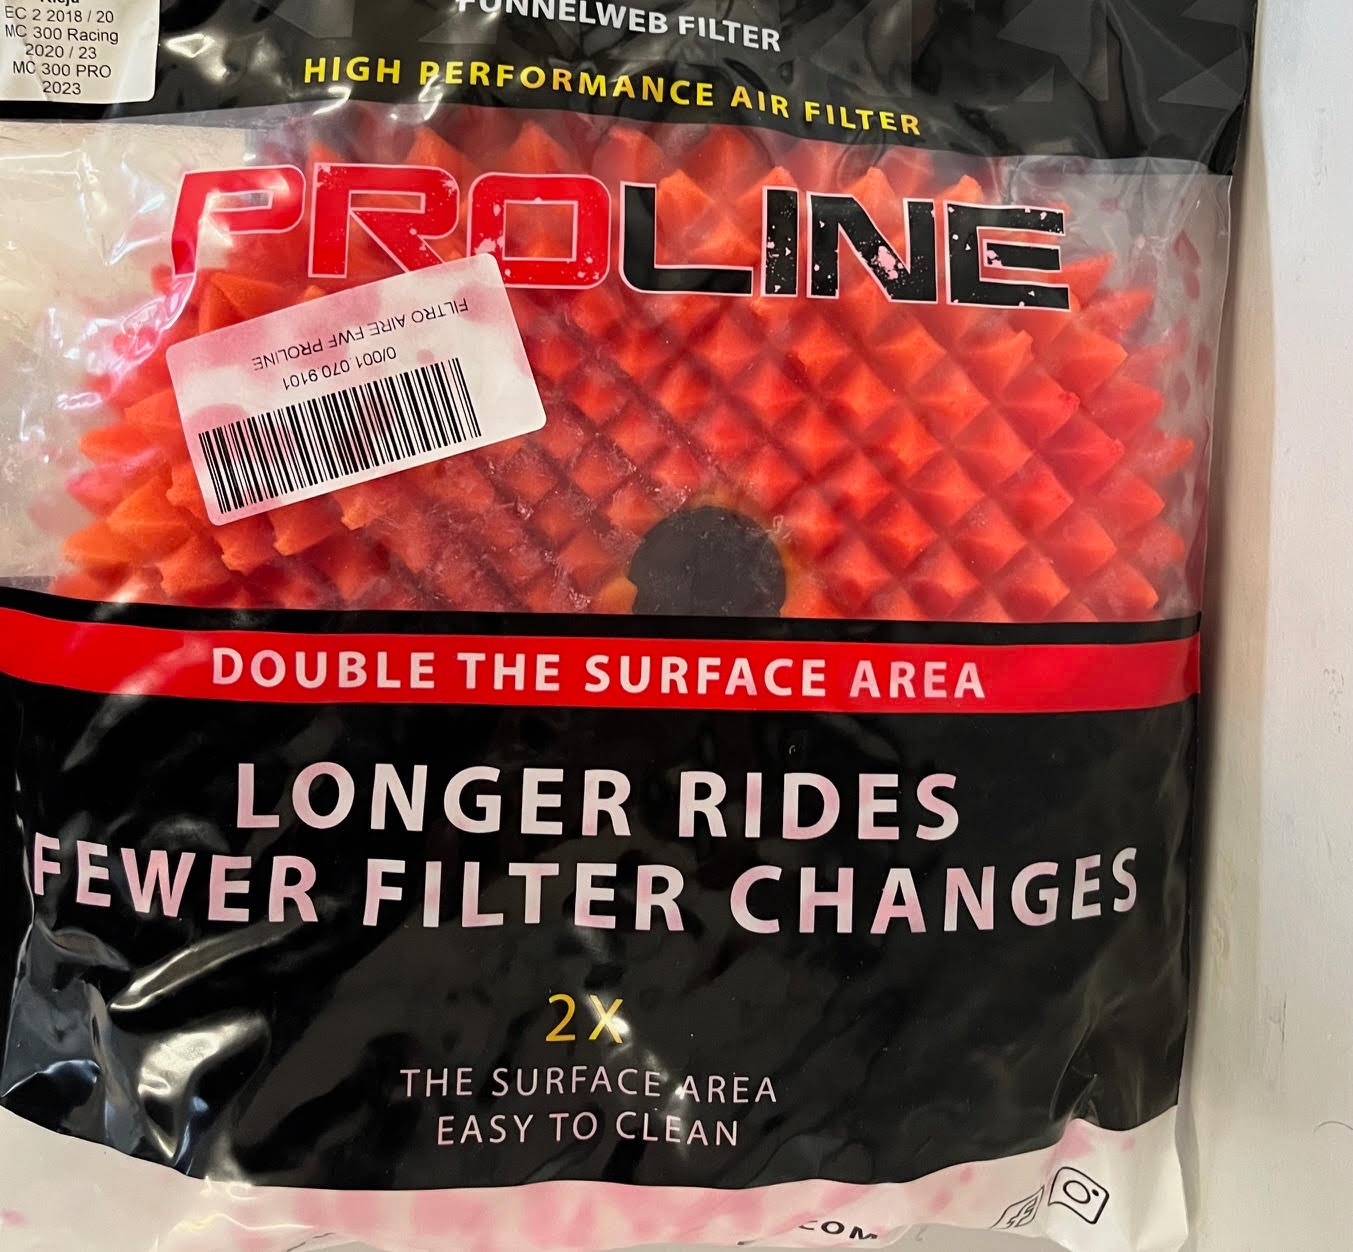 Rieju
EC 2 2018 / 20
MC 300 Racing
2020 / 23
MC 300 PRO
2023
FUNNELWEB FILTER
HIGH PERFORMANCE AIR FILTER
PROLINE
FILTRO AIRE FWF PROLINE
0/001.070.9101
DOUBLE THE SURFACE AREA
LONGER RIDES
FEWER FILTER CHANGES
2X
THE SURFACE AREA
EASY TO CLEAN
.COM